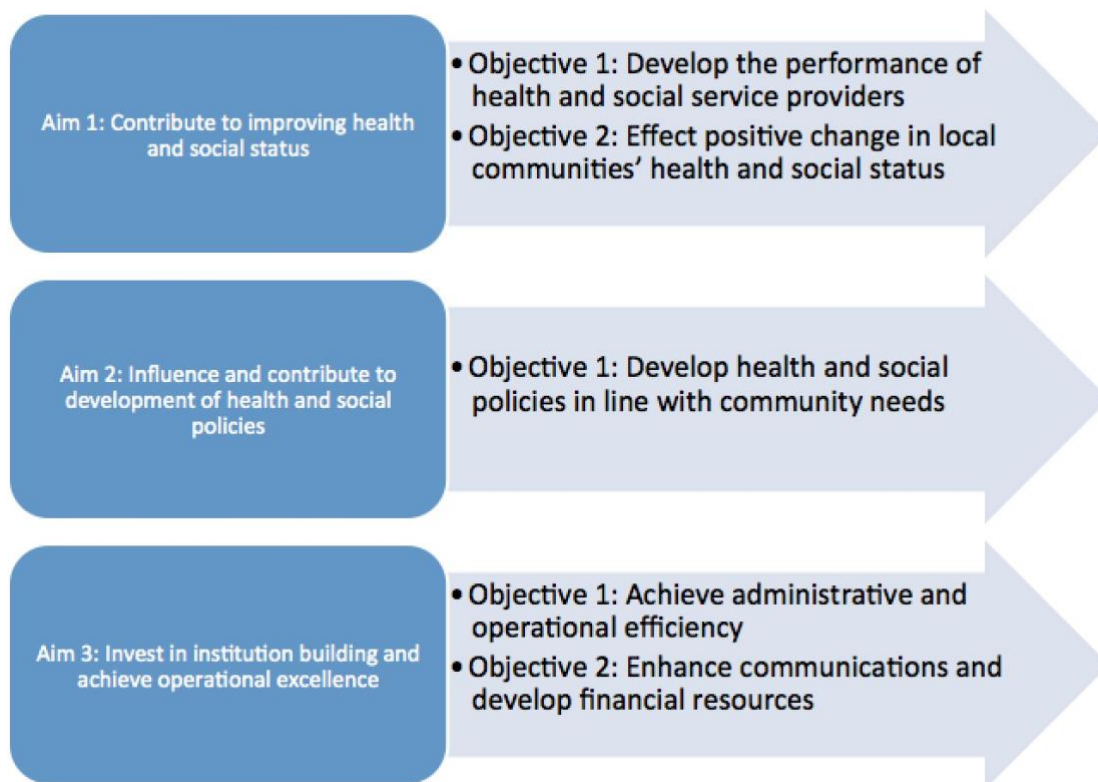 Aim 1: Contribute to improving health
and social status
• Objective 1: Develop the performance of
health and social service providers
• Objective 2: Effect positive change in local
communities’ health and social status
Aim 2: Influence and contribute to
development of health and social
policies
• Objective 1: Develop health and social
policies in line with community needs
Aim 3: Invest in institution building and
achieve operational excellence
• Objective 1: Achieve administrative and
operational efficiency
• Objective 2: Enhance communications and
develop financial resources